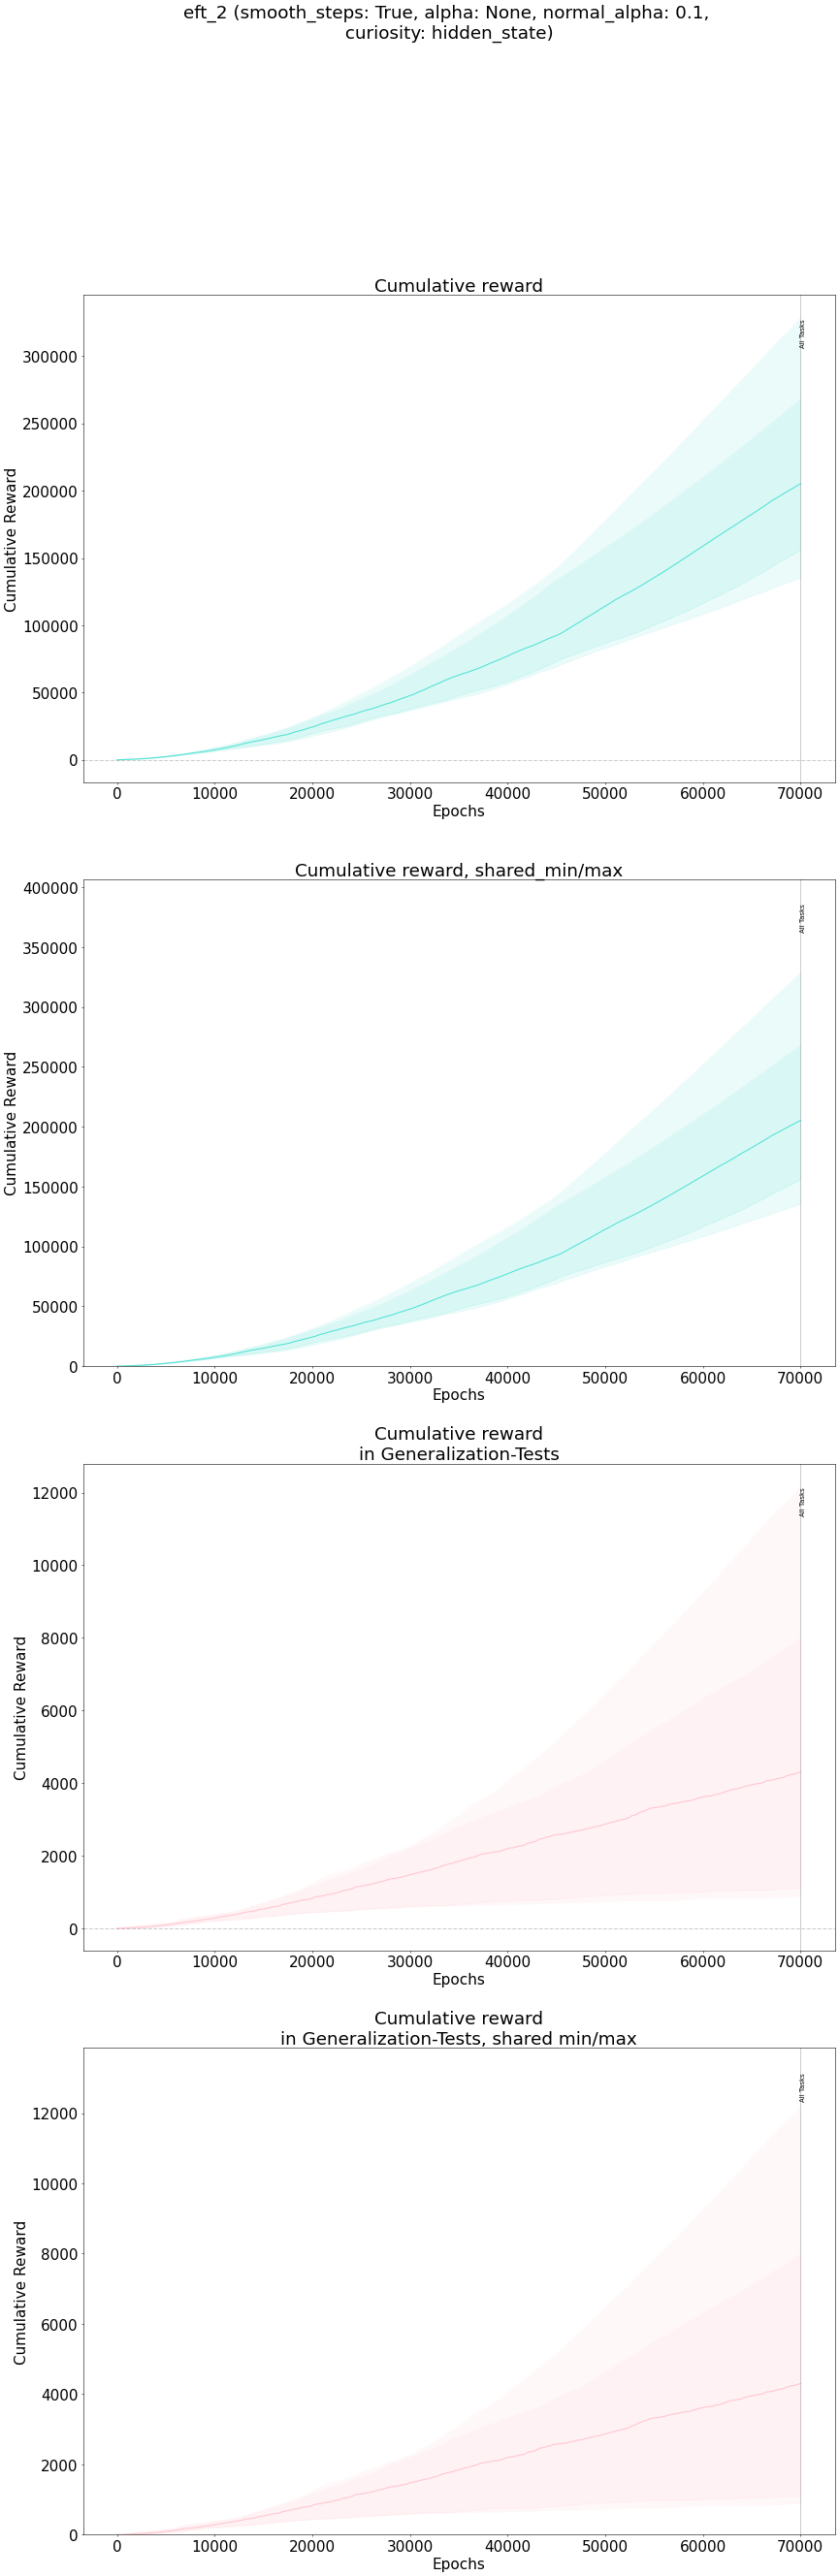 eft_2 (smooth_steps: True, alpha: None, normal_alpha: 0.1,
curiosity: hidden_state)
Cumulative reward
All Tasks
300000
250000
200000
150000
100000
50000
0
Cumulative Reward
0 10000 20000 30000 40000 50000 60000 70000
Epochs
Cumulative reward, shared_min/max
All Tasks
400000
350000
300000
250000
200000
150000
100000
50000
0
Cumulative Reward
0 10000 20000 30000 40000 50000 60000 70000
Epochs
Cumulative reward
in Generalization-Tests
All Tasks
12000
10000
8000
6000
4000
2000
0
Cumulative Reward
0 10000 20000 30000 40000 50000 60000 70000
Epochs
Cumulative reward
in Generalization-Tests, shared min/max
All Tasks
12000
10000
8000
6000
4000
2000
0
Cumulative Reward
0 10000 20000 30000 40000 50000 60000 70000
Epochs